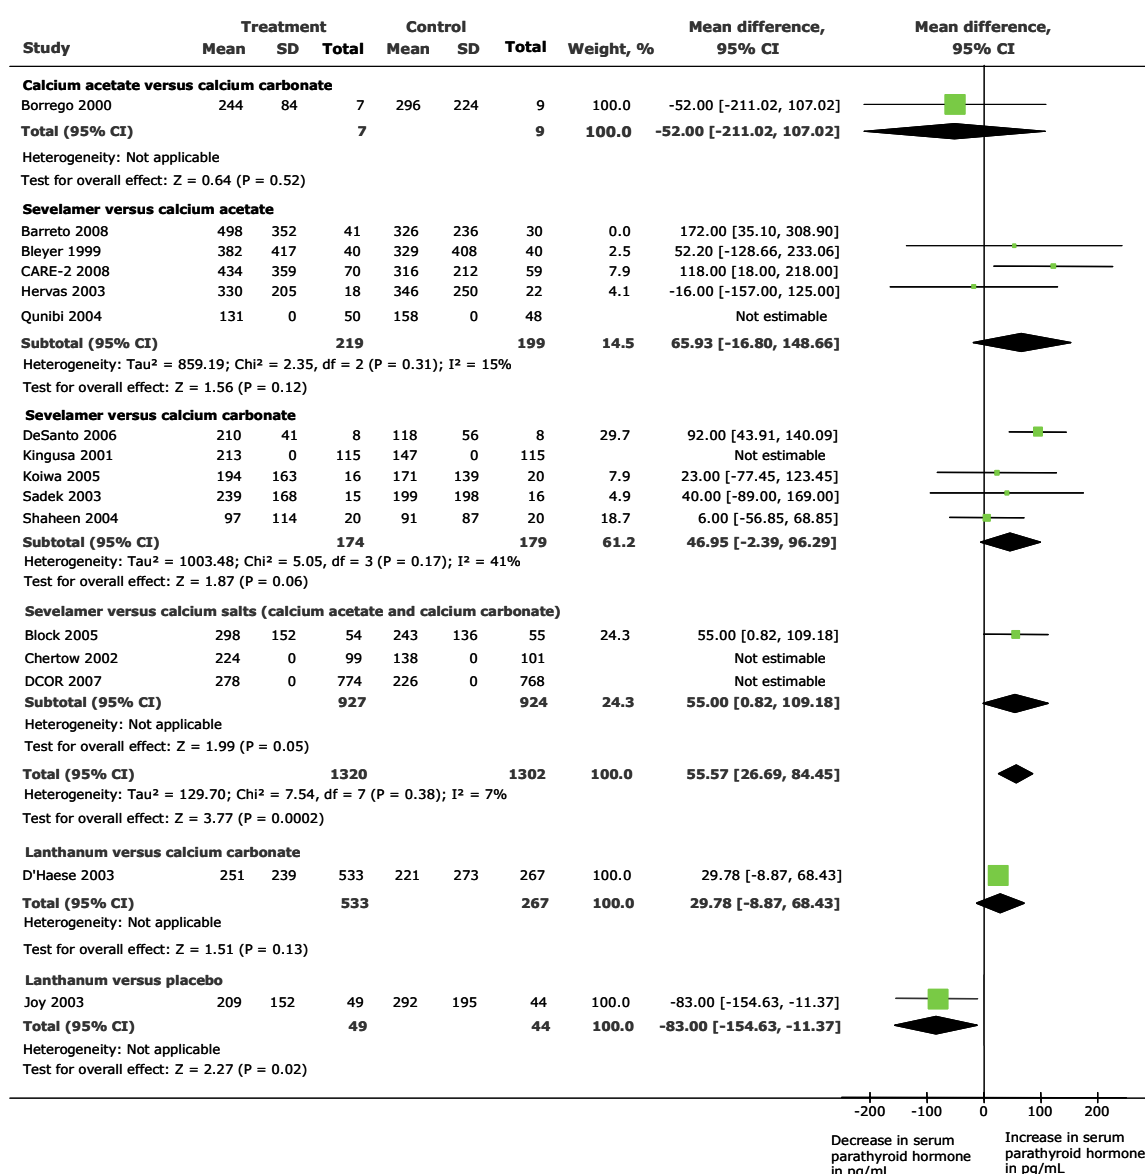 Treatment Control Mean difference, Mean difference,
Study Mean SD Total Mean SD Total Weight, % 95% CI 95% CI
Calcium acetate versus calcium carbonate
Borrego 2000 244 84 7 296 224 9 100.0 -52.00 [-211.02, 107.02]
Total (95% CI) 7 9 100.0 -52.00 [-211.02, 107.02]
Heterogeneity: Not applicable
Test for overall effect: Z = 0.64 (P = 0.52)
Sevelamer versus calcium acetate
Barreto 2008 498 352 41 326 236 30 0.0 172.00 [35.10, 308.90]
Bleyer 1999 382 417 40 329 408 40 2.5 52.20 [-128.66, 233.06]
CARE-2 2008 434 359 70 316 212 59 7.9 118.00 [18.00, 218.00]
Hervas 2003 330 205 18 346 250 22 4.1 -16.00 [-157.00, 125.00]
Qunibi 2004 131 0 50 158 0 48 Not estimable
Subtotal (95% CI) 219 199 14.5 65.93 [-16.80, 148.66]
Heterogeneity: Tau² = 859.19; Chi² = 2.35, df = 2 (P = 0.31); I² = 15%
Test for overall effect: Z = 1.56 (P = 0.12)
Sevelamer versus calcium carbonate
DeSanto 2006 210 41 8 118 56 8 29.7 92.00 [43.91, 140.09]
Kingusa 2001 213 0 115 147 0 115 Not estimable
Koiwa 2005 194 163 16 171 139 20 7.9 23.00 [-77.45, 123.45]
Sadek 2003 239 168 15 199 198 16 4.9 40.00 [-89.00, 169.00]
Shaheen 2004 97 114 20 91 87 20 18.7 6.00 [-56.85, 68.85]
Subtotal (95% CI) 174 179 61.2 46.95 [-2.39, 96.29]
Heterogeneity: Tau² = 1003.48; Chi² = 5.05, df = 3 (P = 0.17); I² = 41%
Test for overall effect: Z = 1.87 (P = 0.06)
Sevelamer versus calcium salts (calcium acetate and calcium carbonate)
Block 2005 298 152 54 243 136 55 24.3 55.00 [0.82, 109.18]
Chertow 2002 224 0 99 138 0 101 Not estimable
DCOR 2007 278 0 774 226 0 768 Not estimable
Subtotal (95% CI) 927 924 24.3 55.00 [0.82, 109.18]
Heterogeneity: Not applicable
Test for overall effect: Z = 1.99 (P = 0.05)
Total (95% CI) 1320 1302 100.0 55.57 [26.69, 84.45]
Heterogeneity: Tau² = 129.70; Chi² = 7.54, df = 7 (P = 0.38); I² = 7%
Test for overall effect: Z = 3.77 (P = 0.0002)
Lanthanum versus calcium carbonate
D'Haese 2003 251 239 533 221 273 267 100.0 29.78 [-8.87, 68.43]
Total (95% CI) 533 267 100.0 29.78 [-8.87, 68.43]
Heterogeneity: Not applicable
Test for overall effect: Z = 1.51 (P = 0.13)
Lanthanum versus placebo
Joy 2003 209 152 49 292 195 44 100.0 -83.00 [-154.63, -11.37]
Total (95% CI) 49 44 100.0 -83.00 [-154.63, -11.37]
Heterogeneity: Not applicable
Test for overall effect: Z = 2.27 (P = 0.02)
-200 -100 0 100 200
Decrease in serum
parathyroid hormone
in pg/mL
Increase in serum
parathyroid hormone
in pg/mL